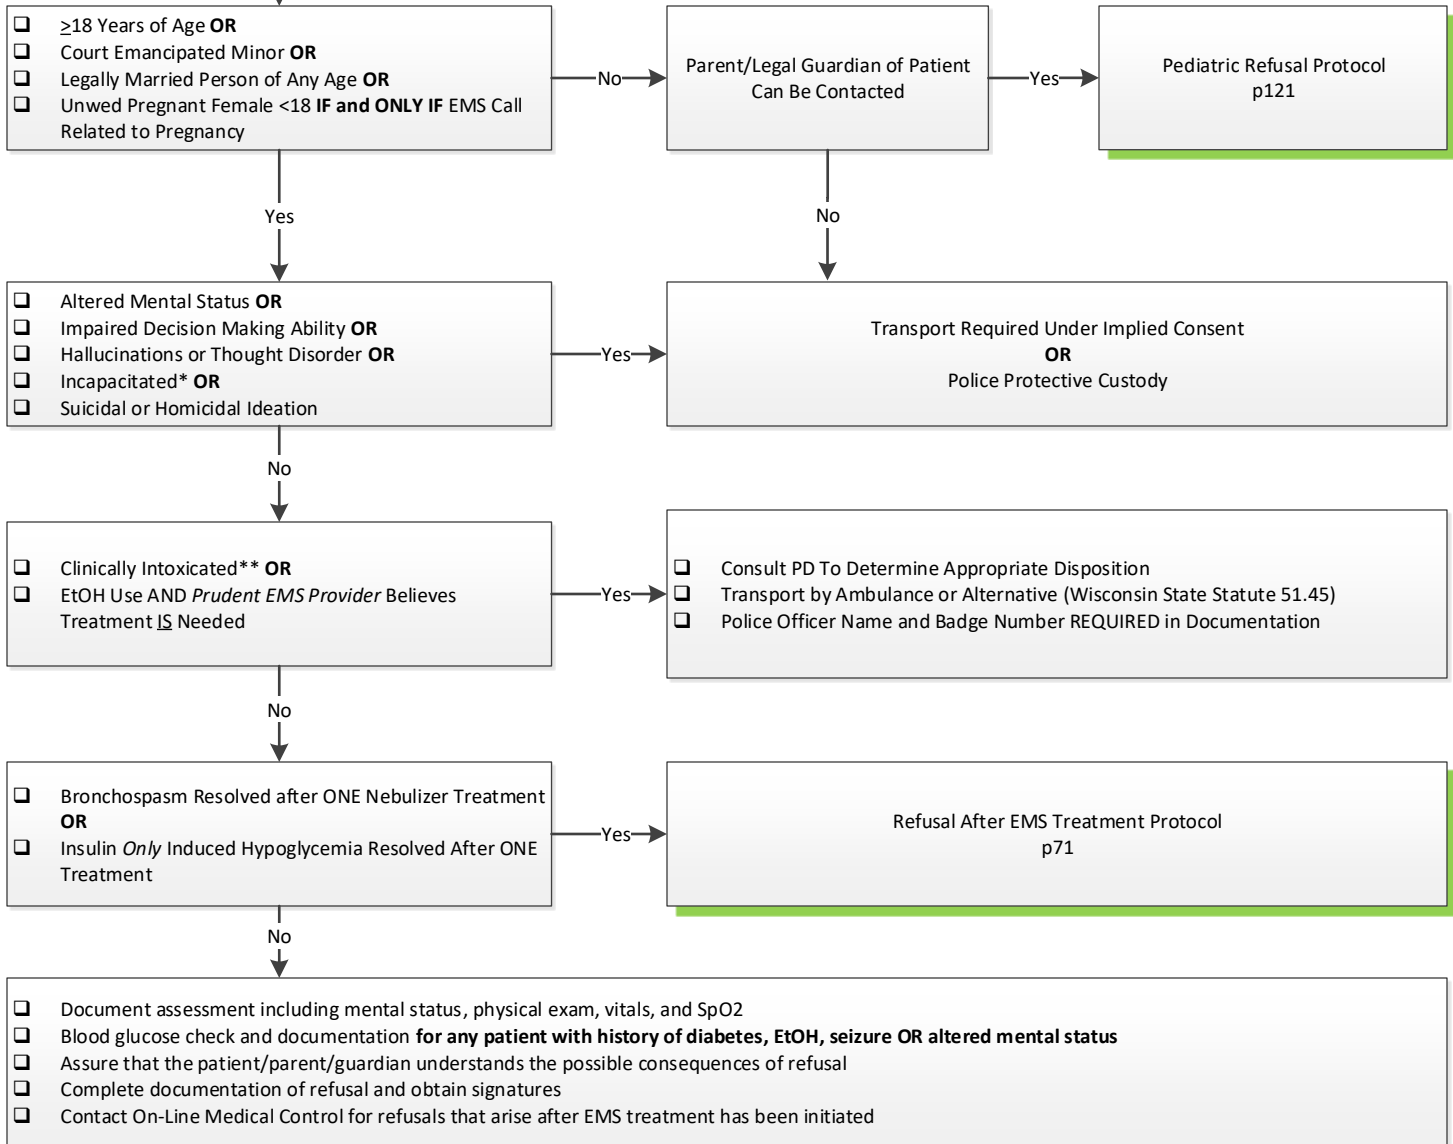 ❑ ≥18 Years of Age OR
❑ Court Emancipated Minor OR
❑ Legally Married Person of Any Age OR
❑ Unwed Pregnant Female <18 IF and ONLY IF EMS Call
Related to Pregnancy
No
Parent/Legal Guardian of Patient
Can Be Contacted
Yes
Pediatric Refusal Protocol
p121
Yes
No
❑ Altered Mental Status OR
❑ Impaired Decision Making Ability OR
❑ Hallucinations or Thought Disorder OR
❑ Incapacitated* OR
❑ Suicidal or Homicidal Ideation
Yes
Transport Required Under Implied Consent
OR
Police Protective Custody
No
❑ Clinically Intoxicated** OR
❑ EtOH Use AND Prudent EMS Provider Believes
Treatment IS Needed
Yes
❑ Consult PD To Determine Appropriate Disposition
❑ Transport by Ambulance or Alternative (Wisconsin State Statute 51.45)
❑ Police Officer Name and Badge Number REQUIRED in Documentation
No
❑ Bronchospasm Resolved after ONE Nebulizer Treatment
OR
❑ Insulin Only Induced Hypoglycemia Resolved After ONE
Treatment
Yes
Refusal After EMS Treatment Protocol
p71
No
❑ Document assessment including mental status, physical exam, vitals, and SpO2
❑ Blood glucose check and documentation for any patient with history of diabetes, EtOH, seizure OR altered mental status
❑ Assure that the patient/parent/guardian understands the possible consequences of refusal
❑ Complete documentation of refusal and obtain signatures
❑ Contact On-Line Medical Control for refusals that arise after EMS treatment has been initiated